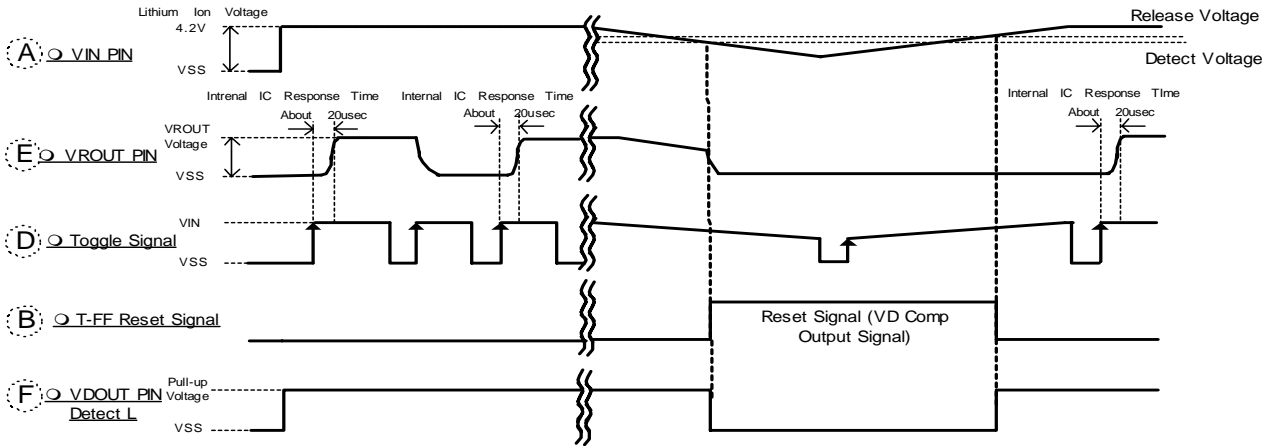 Lithium Ion Voltage
4.2V
Release Voltage
A ○ VIN PIN
VSS
Detect Voltage
Intrenal IC Response Time
Internal IC Response Time
Internal IC Response TIme
About 20usec
About 20usec
About 20usec
VROUT
Voltage
E ○ VROUT PIN
VSS
VIN
D ○ Toggle Signal
VSS
B ○ T-FF Reset Signal
Reset Signal (VD Comp
Output Signal)
Pull-up
Voltage
F ○ VDOUT PIN
Detect L
VSS